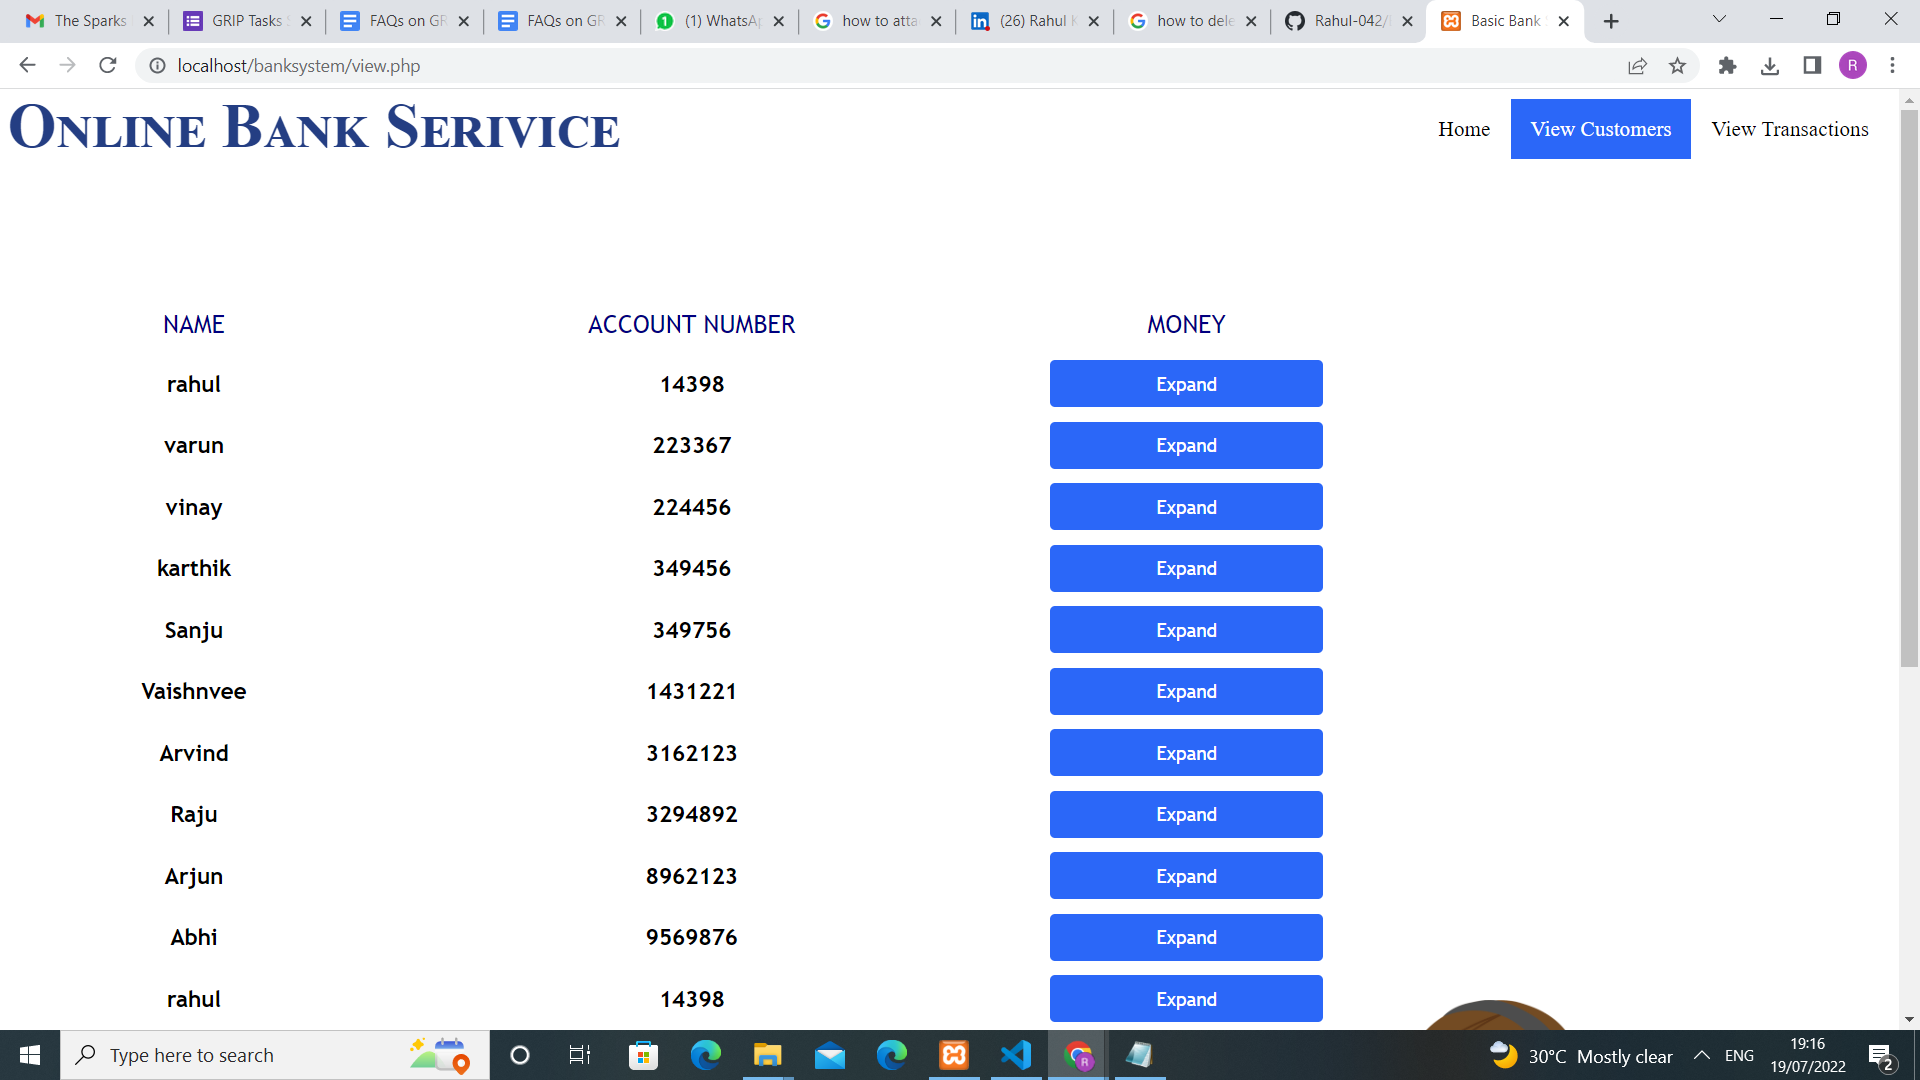 The Sparks
GRIP Tasks S
FAQs on GR
FAQs on GR
(1) WhatsAp
how to atta
(26) Rahul K
how to dele
Rahul-042/
Basic Bank S
localhost/banksystem/view.php
R
ONLINE BANK SERIVICE
Home
View Customers
View Transactions
NAME ACCOUNT NUMBER MONEY
rahul 14398 Expand
varun 223367 Expand
vinay 224456 Expand
karthik 349456 Expand
Sanju 349756 Expand
Vaishnvee 1431221 Expand
Arvind 3162123 Expand
Raju 3294892 Expand
Arjun 8962123 Expand
Abhi 9569876 Expand
rahul 14398 Expand
Type here to search
30°C Mostly clear
ENG
19:16
19/07/2022
2